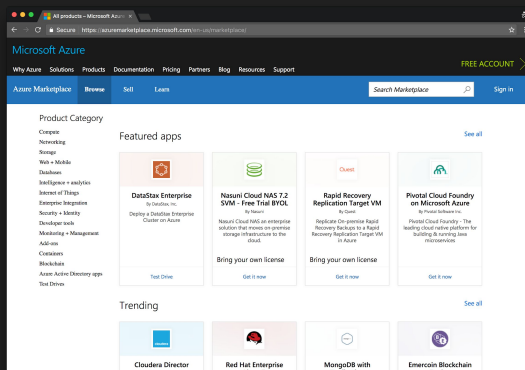 All products – Microsoft Azure
Secure https://azuremarketplace.microsoft.com/en-us/marketplace/
Microsoft Azure
FREE ACCOUNT
Why Azure Solutions Products Documentation Pricing Partners Blog Resources Support
Azure Marketplace Browse Sell Learn Search Marketplace Sign in
Product Category
Compute
Networking
Storage
Web + Mobile
Databases
Intelligence + analytics
Internet of Things
Enterprise Integration
Security + Identity
Developer tools
Monitoring + Management
Add-ons
Containers
Blockchain
Azure Active Directory apps
Test Drives
Featured apps See all
DataStax Enterprise
By DataStax, Inc.
Deploy a DataStax Enterprise
Cluster on Azure
Test Drive
Nasuni Cloud NAS 7.2
SVM - Free Trial BYOL
By Nasuni
Nasuni Cloud NAS an enterprise
solution that moves on-premise
storage infrastructure to the
cloud.
Bring your own license
Get it now
Quest
Rapid Recovery
Replication Target VM
By Quest
Replicate On-premise Rapid
Recovery Backups to a Rapid
Recovery Replication Target VM
in Azure
Bring your own license
Get it now
Pivotal Cloud Foundry
on Microsoft Azure
By Pivotal Software Inc.
Pivotal Cloud Foundry - The
leading cloud native platform for
building & running Java
microservices
Get it now
Trending See all
Cloudera Director
Red Hat Enterprise
MongoDB with
Emercoin Blockchain